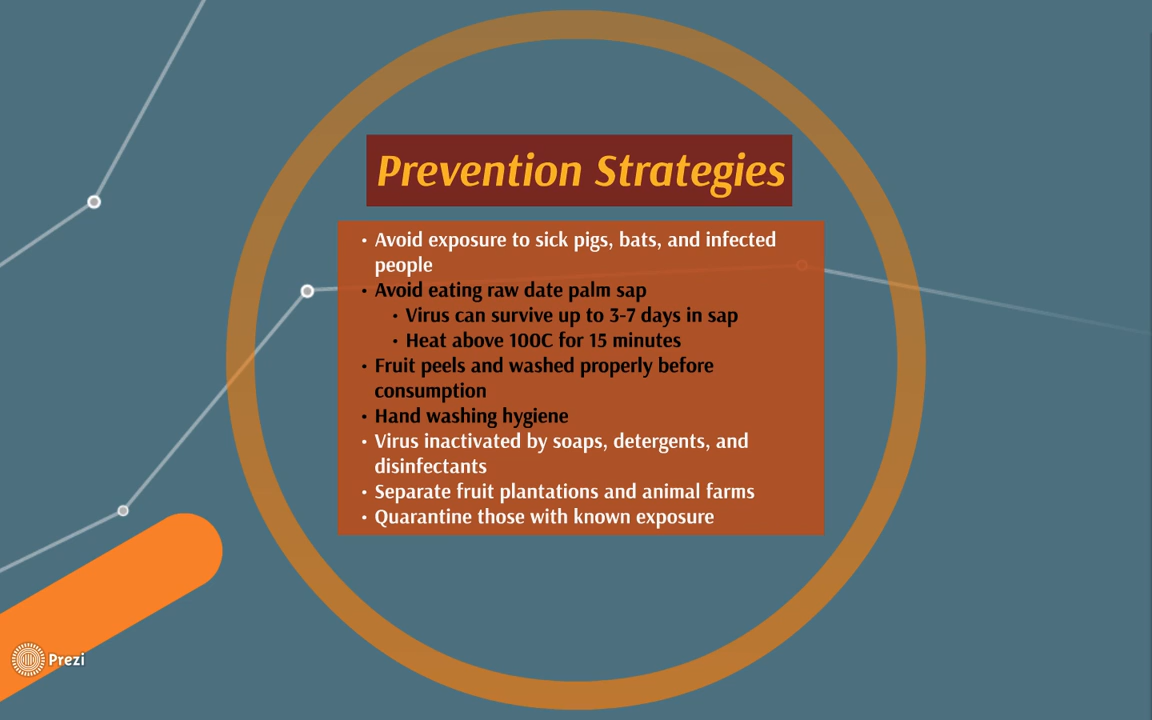 Prevention Strategies
• Avoid exposure to sick pigs, bats, and infected
people
• Avoid eating raw date palm sap
• Virus can survive up to 3-7 days in sap
• Heat above 100C for 15 minutes
• Fruit peels and washed properly before
consumption
• Hand washing hygiene
• Virus inactivated by soaps, detergents, and
disinfectants
• Separate fruit plantations and animal farms
• Quarantine those with known exposure
Prezi